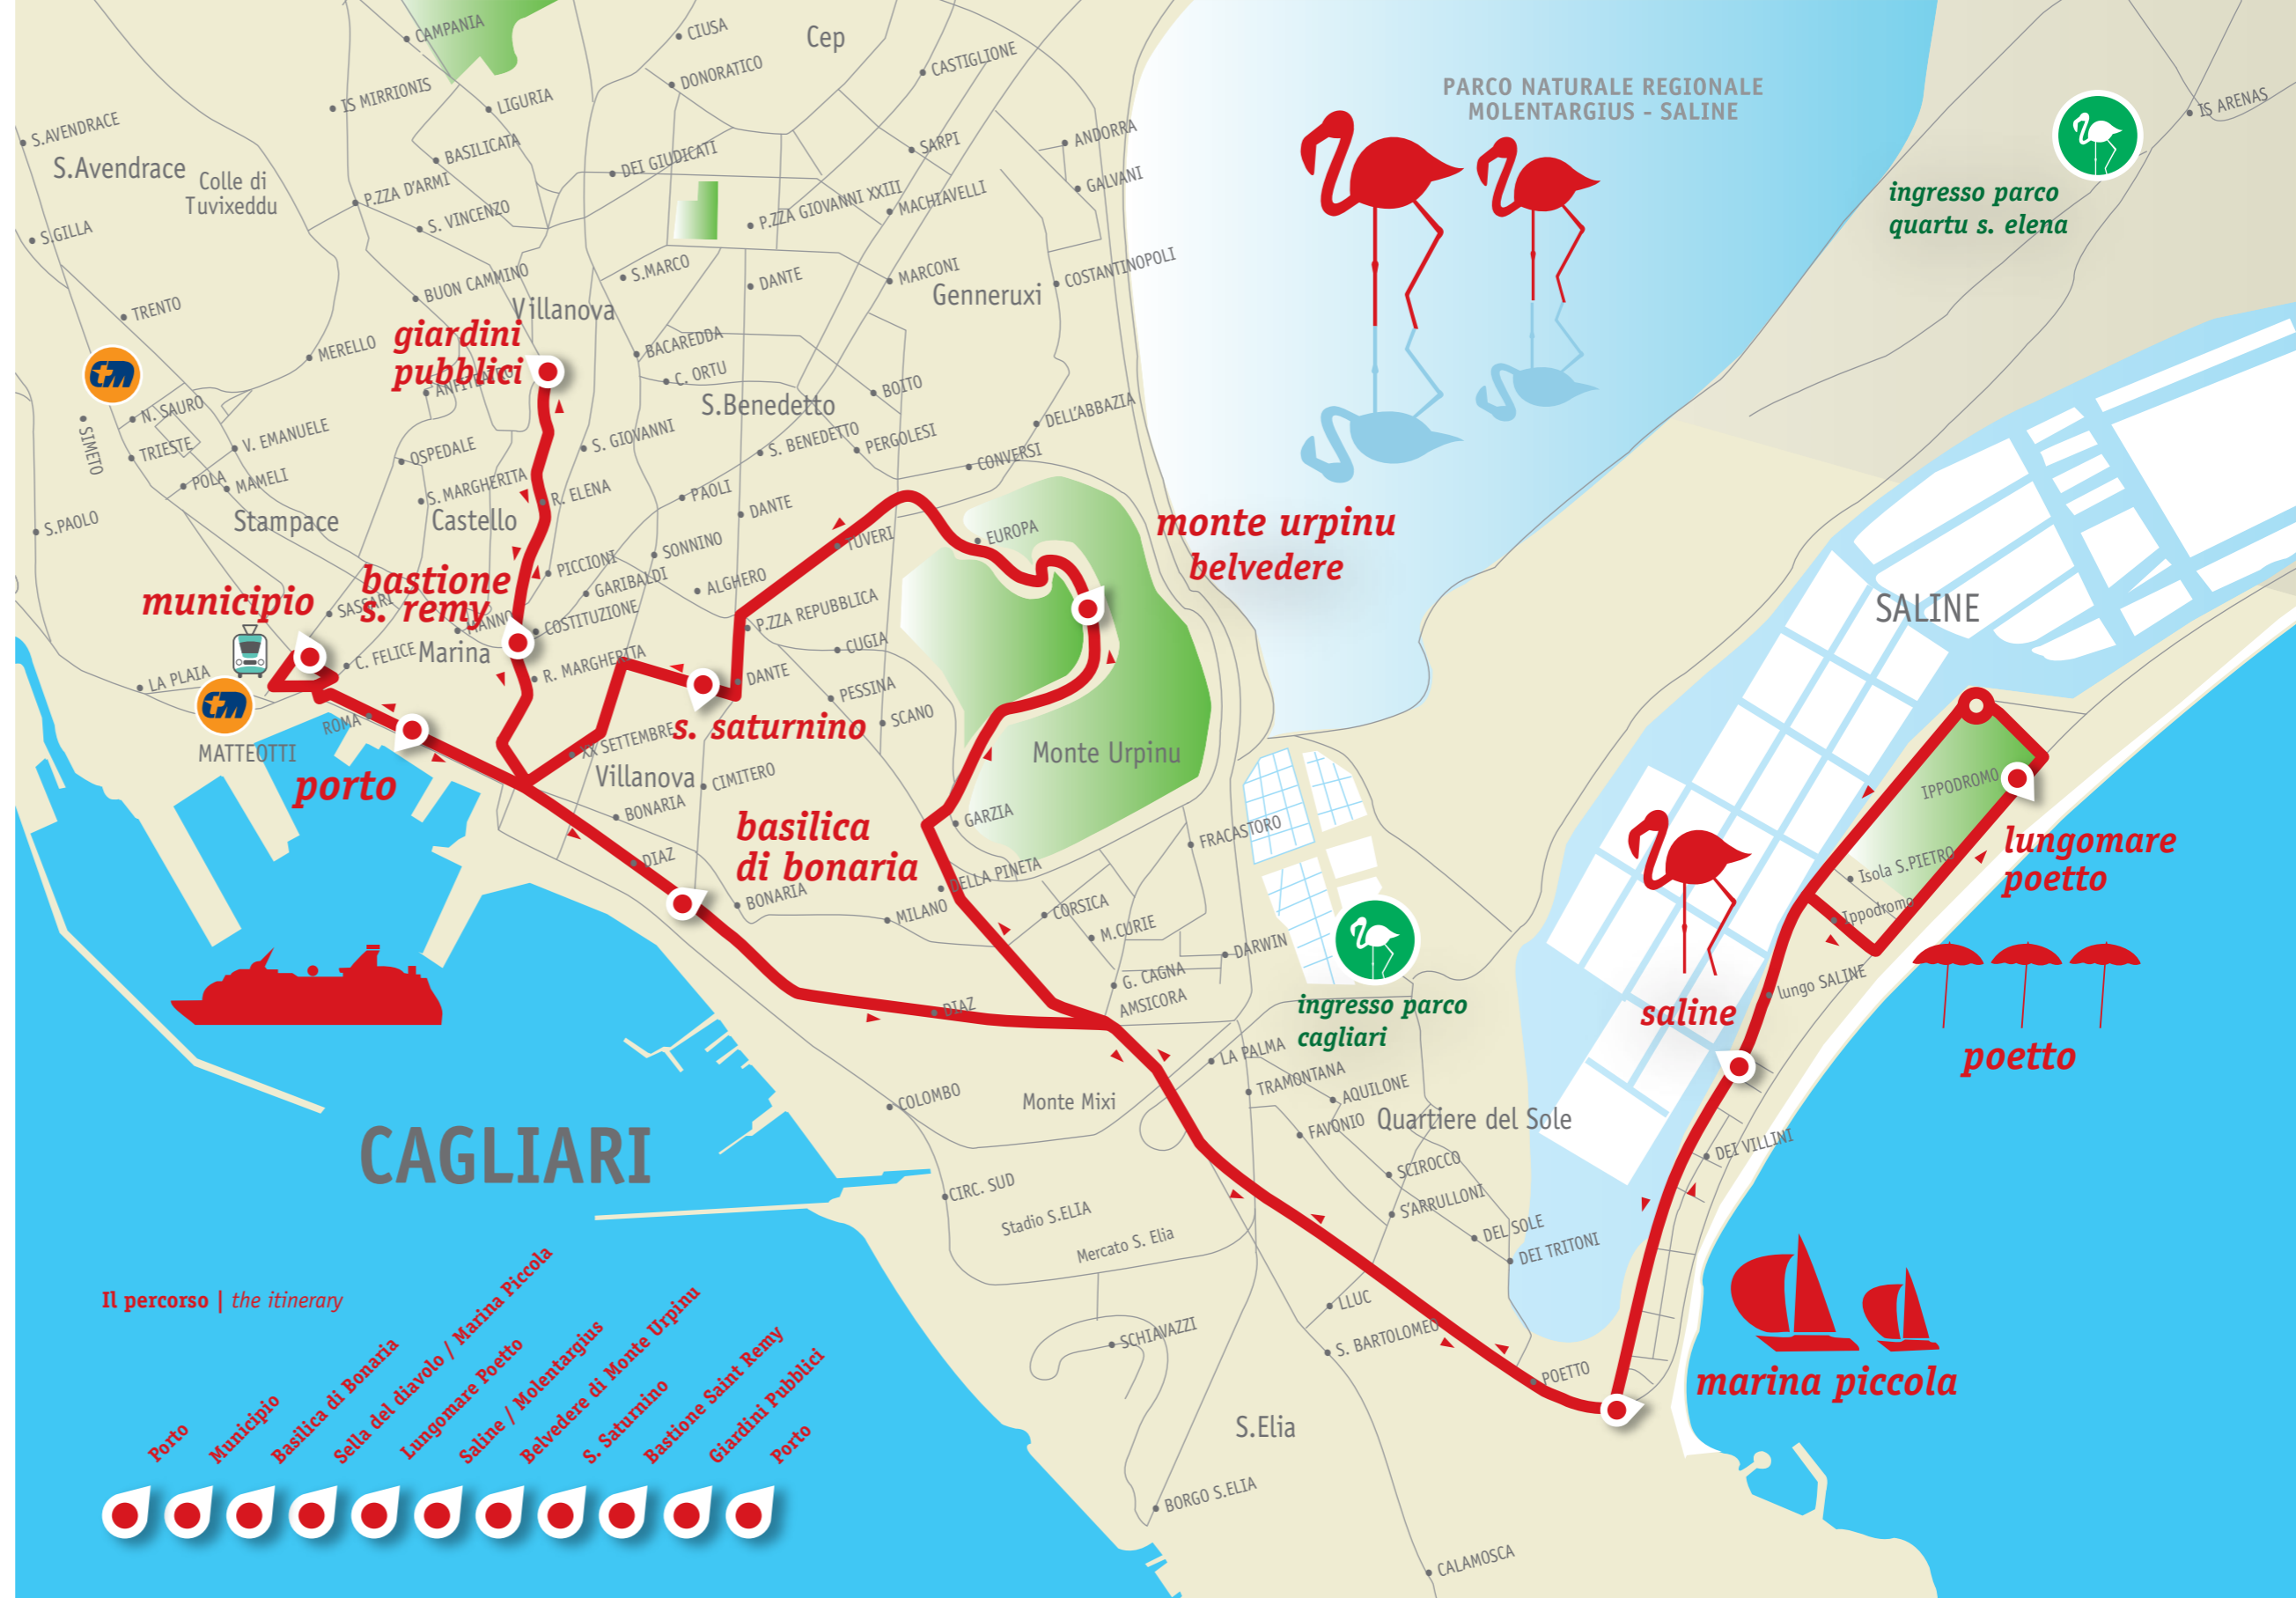 CAMPANIA
CIUSA
Cep
CASTIGLIONE
DONORATICO
IS MIRRIONIS
LIGURIA
PARCO NATURALE REGIONALE
MOLENTARGIUS - SALINE
IS ARENAS
S.AVENDRACE
BASILICATA
DEI GIUDICATI
SARPI
ANDORRA
S.Avendrace
Colle di
Tuvixeddu
P.ZZA D'ARMI
S. VINCENZO
P.ZZA GIOVANNI XXIII
MACHIAVELLI
GALVANI
ingresso parco
quartu s. elena
S.GILLA
BUON CAMMINO
S.MARCO
DANTE
MARCONI
COSTANTINOPOLI
Genneruxi
TRENTO
Villanova
giardini
pubblici
MERELLO
BACAREDDA
C. ORTU
BOITO
tm
ANFITEATRO
S.Benedetto
DELL'ABBAZIA
N. SAURO
SIMETO
TRIESTE
V. EMANUELE
OSPEDALE
S. GIOVANNI
S. BENEDETTO
PERGOLESI
CONVERSI
POLA
MAMELI
S. MARGHERITA
R. ELENA
PAOLI
DANTE
S.PAOLO
Stampace
Castello
EUROPA
monte urpinu
belvedere
TUVERI
SONNINO
PICCIONI
bastione
s. remy
GARIBALDI
ALGHERO
municipio
SASSARI
MANNO
COSTITUZIONE
P.ZZA REPUBBLICA
SALINE
C. FELICE
Marina
CUGIA
LA PLAIA
R. MARGHERITA
DANTE
PESSINA
tm
SCANO
ROMA
MATTEOTTI
XX SETTEMBRE
s. saturnino
Monte Urpinu
porto
Villanova
CIMITERO
IPPODROMO
BONARIA
GARZIA
basilica
di bonaria
FRACASTORO
lungomare
poetto
DIAZ
DELLA PINETA
Isola S.PIETRO
BONARIA
MILANO
CORSICA
Ippodromo
M.CURIE
DARWIN
G. CAGNA
lungo SALINE
AMSICORA
DIAZ
ingresso parco
cagliari
saline
poetto
LA PALMA
TRAMONTANA
AQUILONE
COLOMBO
Monte Mixi
FAVONIO
Quartiere del Sole
CAGLIARI
DEI VILLINI
SCIROCCO
CIRC. SUD
S'ARRULLONI
Stadio S.ELIA
DEL SOLE
Mercato S. Elia
DEI TRITONI
LLUC
SCHIAVAZZI
S. BARTOLOMEO
POETTO
marina piccola
S.Elia
BORGO S.ELIA
CALAMOSCA
Il percorso | the itinerary
Porto
Municipio
Basilica di Bonaria
Sella del diavolo / Marina Piccola
Lungomare Poetto
Saline / Molentargius
Belvedere di Monte Urpinu
S. Saturnino
Bastione Saint Remy
Giardini Pubblici
Porto